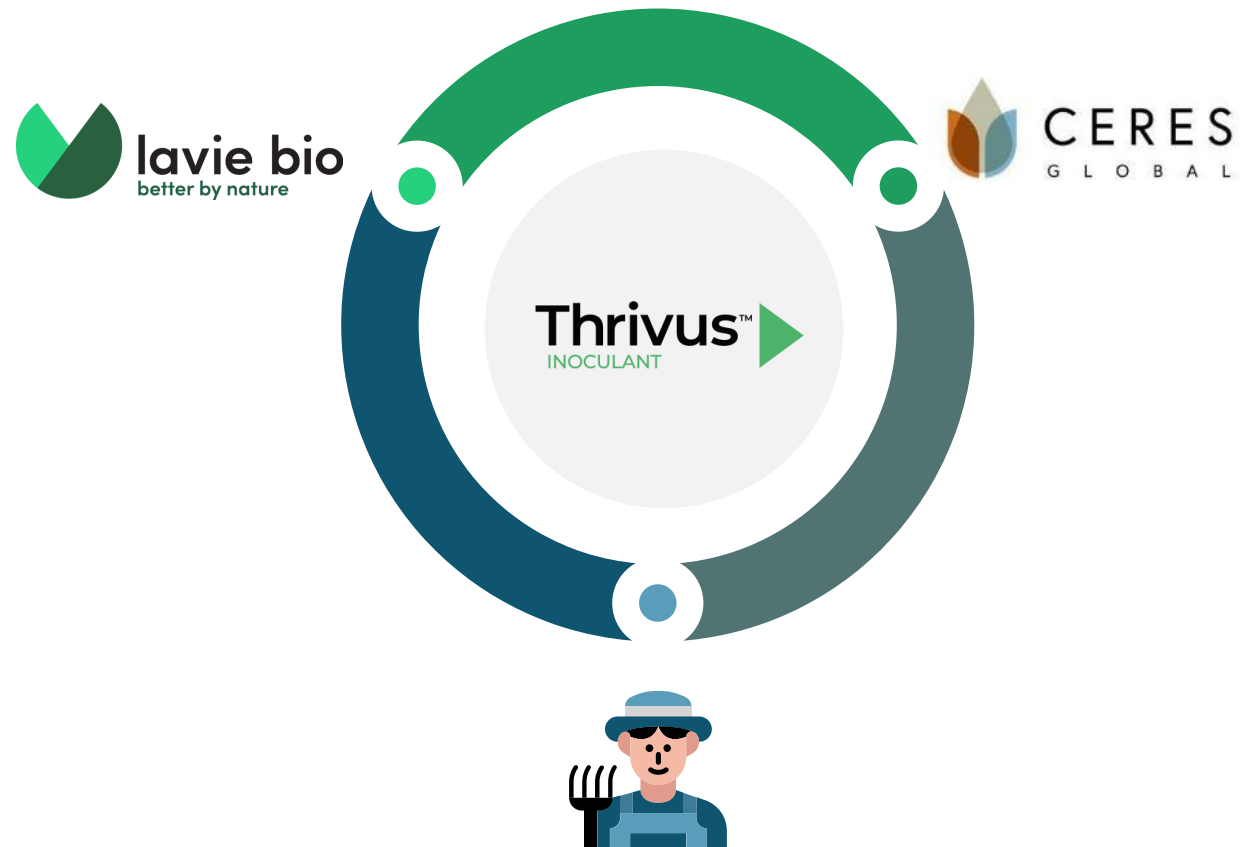 lavie bio
better by nature
CERES
GLOBAL
Thrivus™
INOCULANT